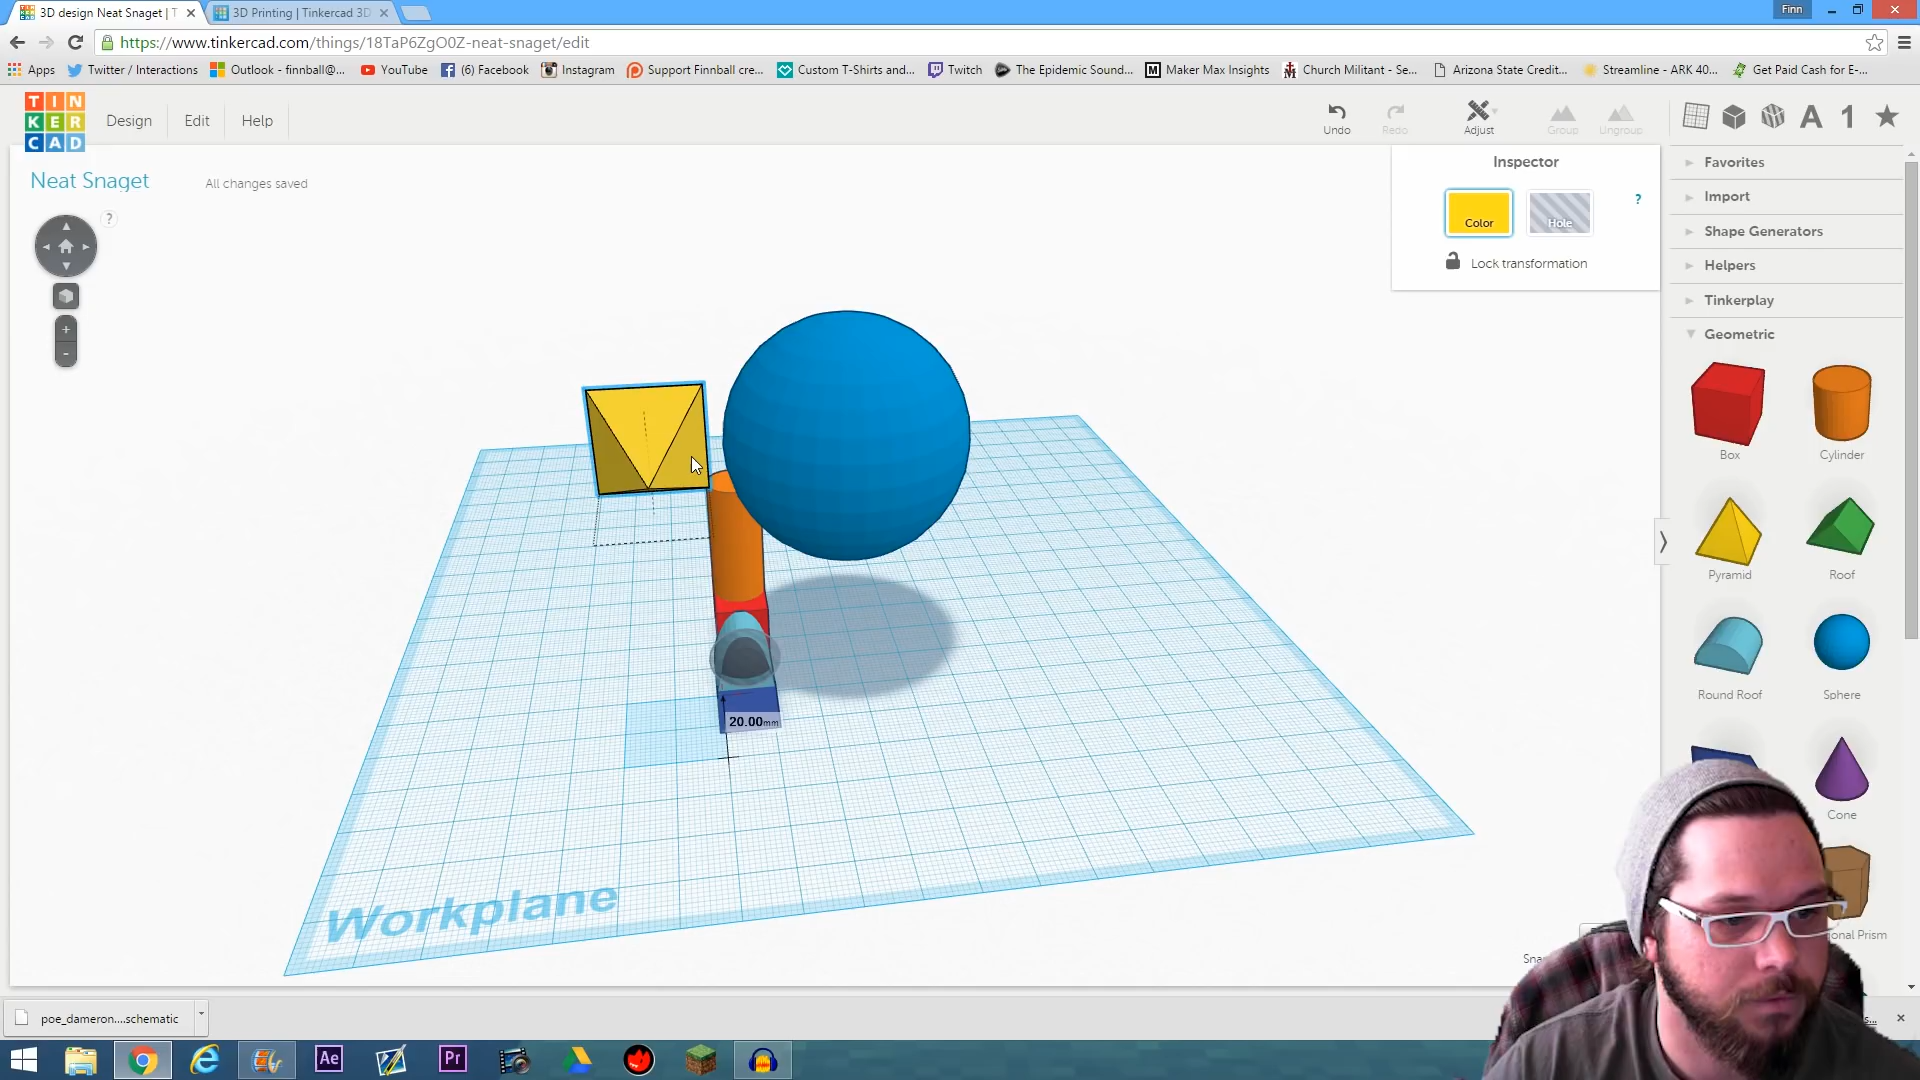 3D design Neat Snaget | T
3D Printing | Tinkercad 3D
Finn
https://www.tinkercad.com/things/18TaP6ZgO0Z-neat-snaget/edit
Apps
Twitter / Interactions
Outlook - finnball@...
YouTube
(6) Facebook
Instagram
Support Finnball cre...
Custom T-Shirts and...
Twitch
The Epidemic Sound...
Maker Max Insights
Church Militant - Se...
Arizona State Credit...
Streamline - ARK 40...
Get Paid Cash for E-...
TIN
KER
CAD
Design
Edit
Help
Undo
Redo
Adjust
Group
Ungroup
A
1
Neat Snaget
All changes saved
?
Inspector
Color
Hole
?
Lock transformation
Favorites
Import
Shape Generators
Helpers
Tinkerplay
Geometric
Box
Cylinder
Pyramid
Roof
Round Roof
Sphere
Cone
onal Prism
20.00mm
Workplane
poe_dameron....schematic
Ae
Pr